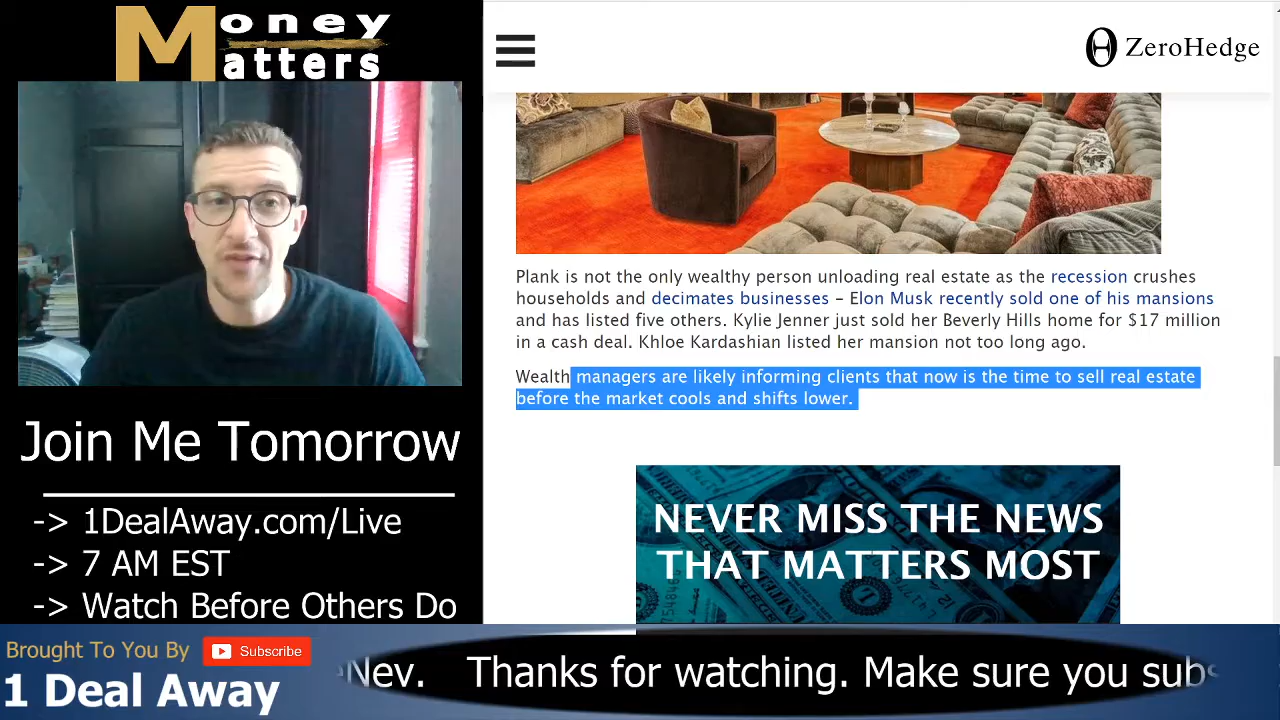 Money
Matters
Join Me Tomorrow
-> 1DealAway.com/Live
-> 7 AM EST
-> Watch Before Others Do
ZeroHedge
Plank is not the only wealthy person unloading real estate as the recession crushes
households and decimates businesses – Elon Musk recently sold one of his mansions
and has listed five others. Kylie Jenner just sold her Beverly Hills home for $17 million
in a cash deal. Khloe Kardashian listed her mansion not too long ago.
Wealth managers are likely informing clients that now is the time to sell real estate
before the market cools and shifts lower.
NEVER MISS THE NEWS
THAT MATTERS MOST
Brought To You By Subscribe
1 Deal Away
Nev. Thanks for watching. Make sure you subs